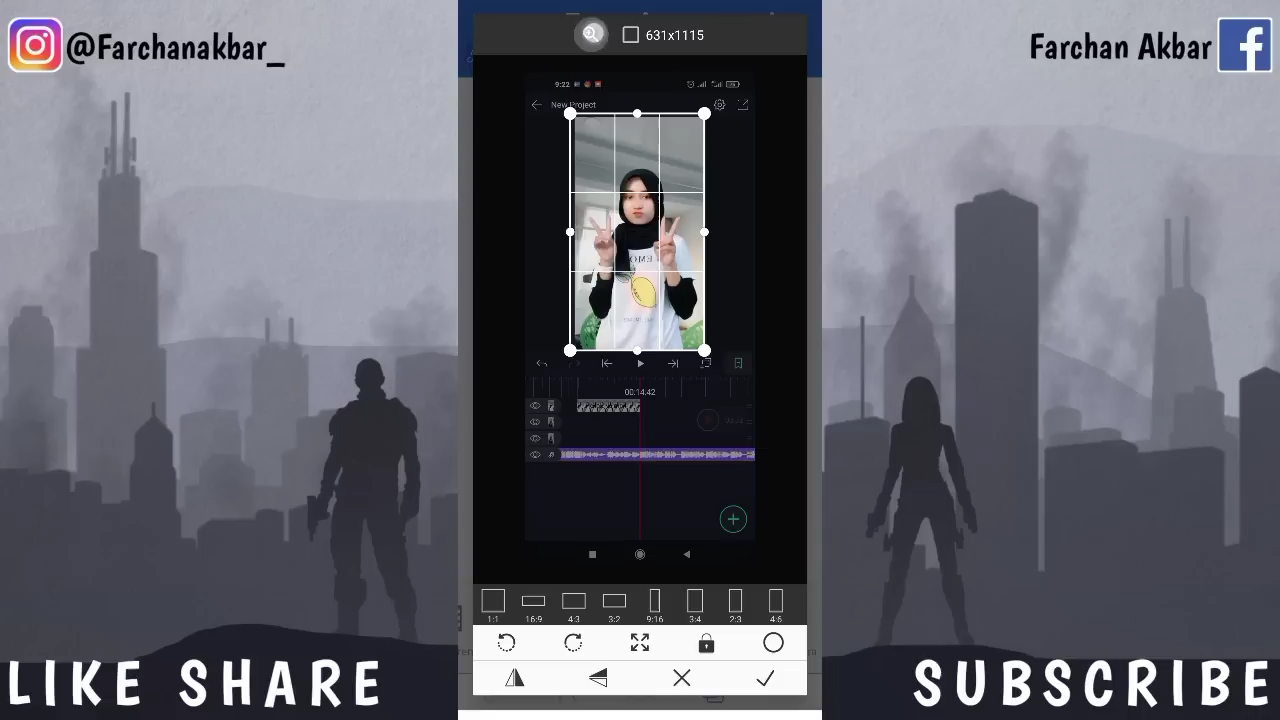 @Farchanakbar_
Farchan Akbar
631x1115
9:22
New Project
00:14.42
1:1
16:9
4:3
3:2
9:16
3:4
2:3
4:6
LIKE SHARE
SUBSCRIBE